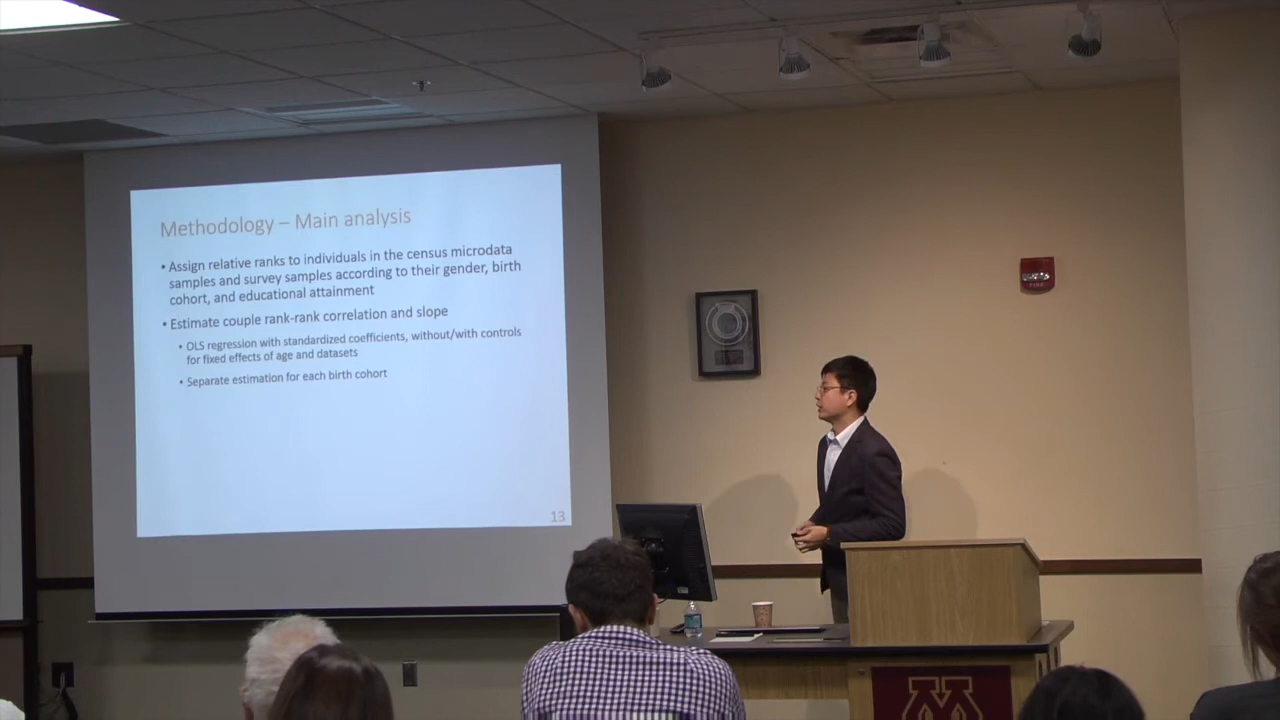 Methodology – Main analysis
• Assign relative ranks to individuals in the census microdata
samples and survey samples according to their gender, birth
cohort, and educational attainment
• Estimate couple rank-rank correlation and slope
• OLS regression with standardized coefficients, without/with controls
for fixed effects of age and datasets
• Separate estimation for each birth cohort
13
FIRE
M